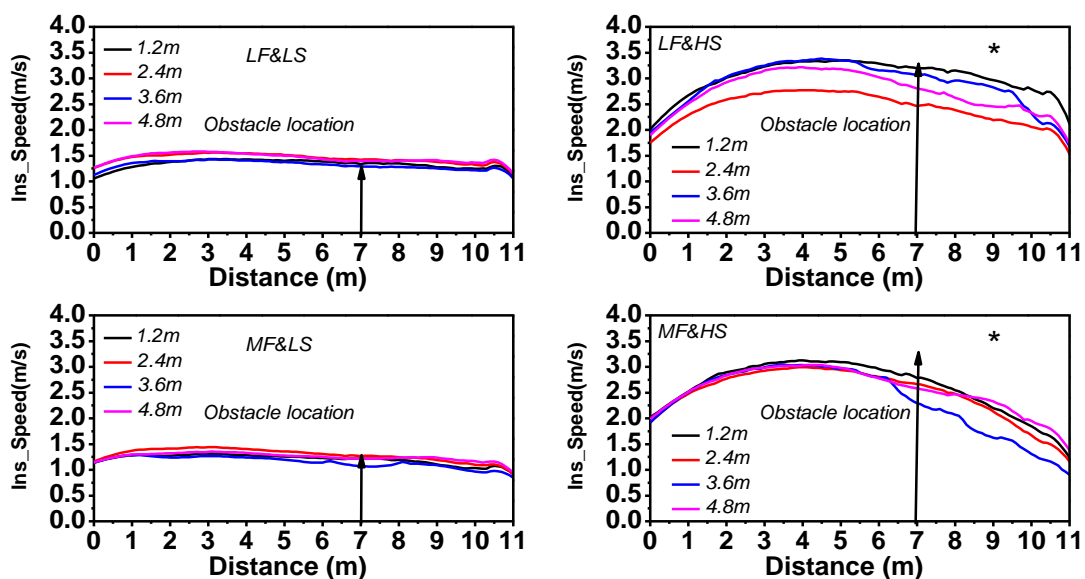 4.0
3.5
3.0
2.5
2.0
1.5
1.0
0.5
0.0
Ins_Speed(m/s)
1.2m
2.4m
3.6m
4.8m
LF&LS
Obstacle location
0 1 2 3 4 5 6 7 8 9 10 11
Distance (m)
4.0
3.5
3.0
2.5
2.0
1.5
1.0
0.5
0.0
Ins_Speed(m/s)
LF&HS
*
Obstacle location
1.2m
2.4m
3.6m
4.8m
0 1 2 3 4 5 6 7 8 9 10 11
Distance (m)
4.0
3.5
3.0
2.5
2.0
1.5
1.0
0.5
0.0
Ins_Speed(m/s)
1.2m
2.4m
3.6m
4.8m
MF&LS
Obstacle location
0 1 2 3 4 5 6 7 8 9 10 11
Distance (m)
4.0
3.5
3.0
2.5
2.0
1.5
1.0
0.5
0.0
Ins_Speed(m/s)
MF&HS
*
Obstacle location
1.2m
2.4m
3.6m
4.8m
0 1 2 3 4 5 6 7 8 9 10 11
Distance (m)